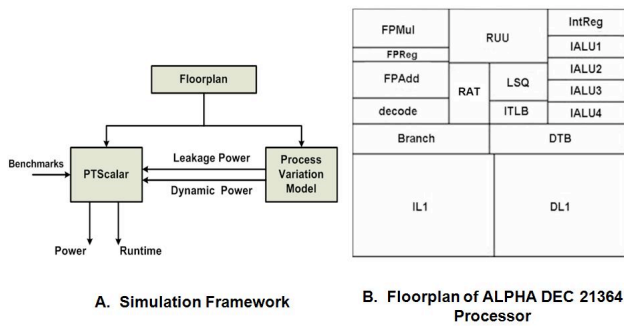 Floorplan
Benchmarks
PTScalar
Leakage Power
Dynamic Power
Process
Variation
Model
Power
Runtime
A. Simulation Framework
FPMul
FPReg
FPAdd
decode
RUU
RAT
LSQ
ITLB
IntReg
IALU1
IALU2
IALU3
IALU4
Branch
DTB
IL1
DL1
B. Floorplan of ALPHA DEC 21364
Processor